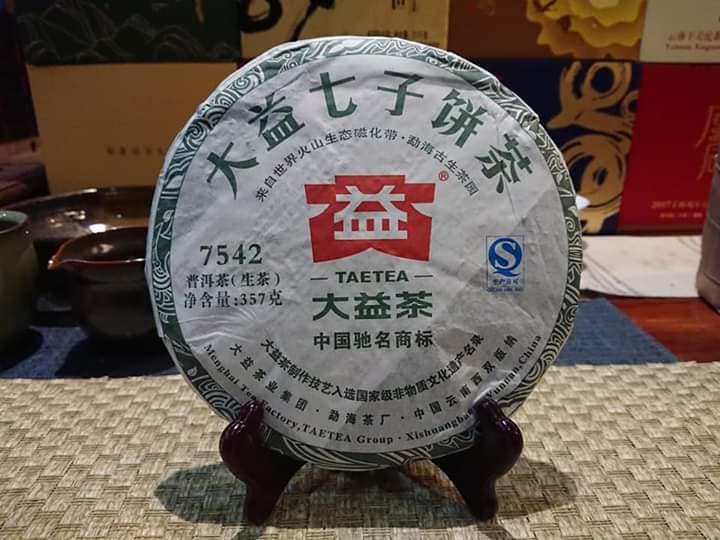 大益七子饼茶
来自世界火山生态磁化带·勐海古生茶园
益
®
TAETEA
大益茶
中国驰名商标
7542
普洱茶(生茶)
净含量:357克
大益茶制作技艺入选国家级非物质文化遗产名录
大益茶业集团·勐海茶厂·中国云南西双版纳
Menghai Tea Factory,TAETEA Group·Xishuangbanna,Yunnan,China